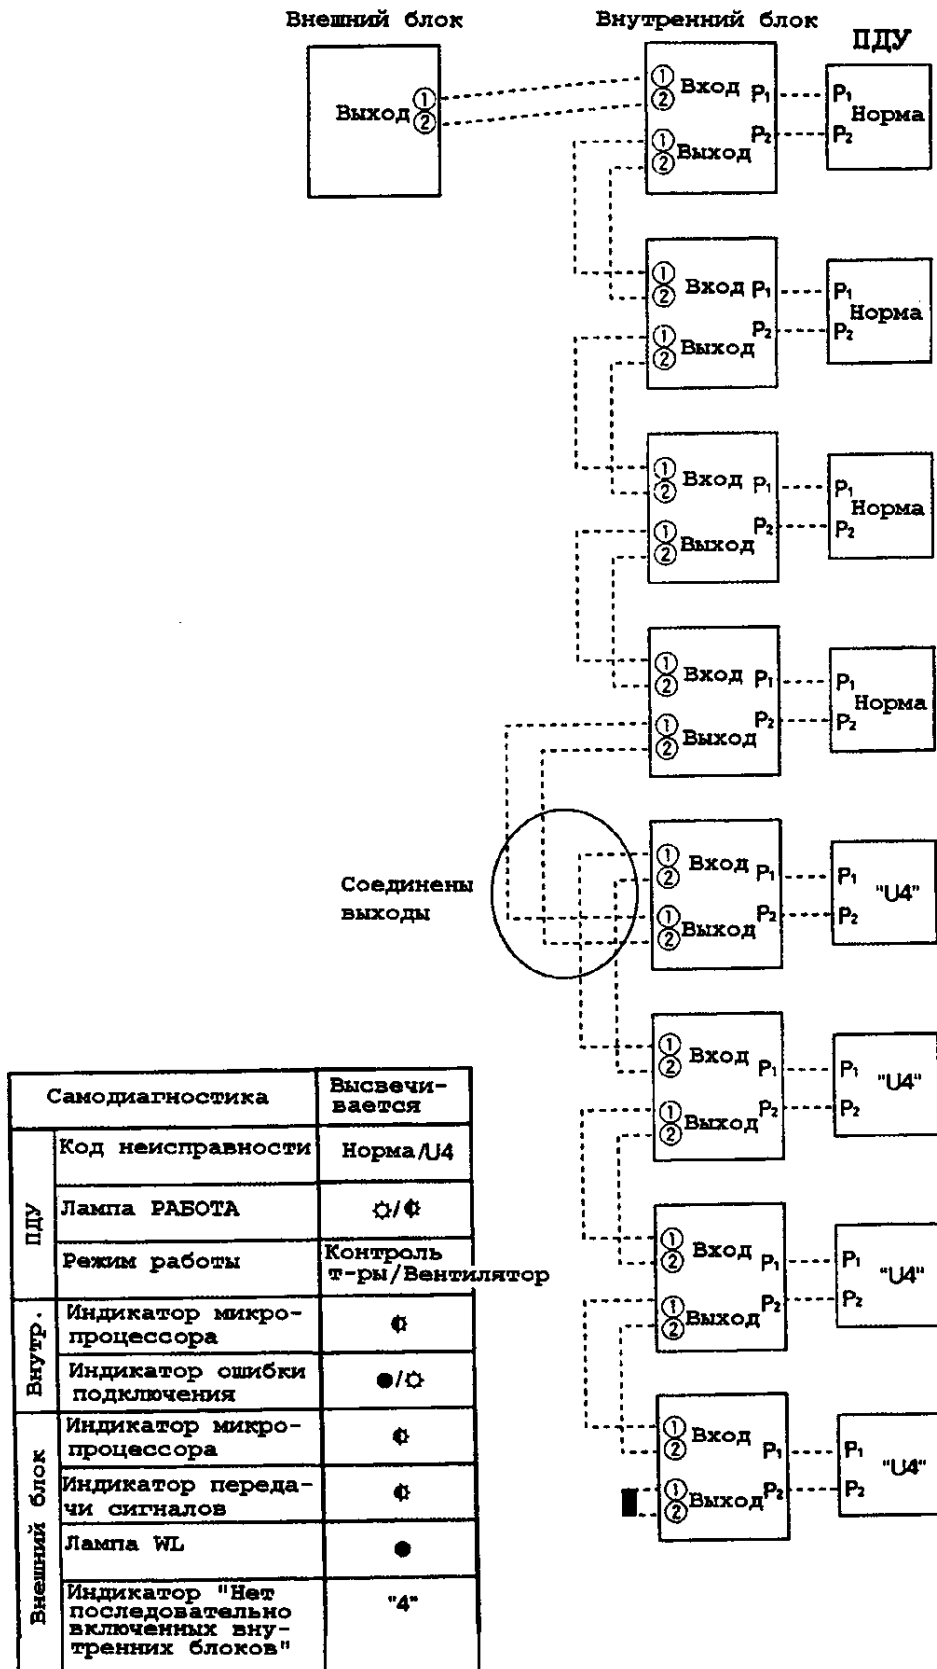 Внешний блок
Внутренний блок
ПДУ
Выход ① ②
① ② Вход P₁
① ② Выход P₂
P₁ Норма
P₂
① ② Вход P₁
① ② Выход P₂
P₁ Норма
P₂
① ② Вход P₁
① ② Выход P₂
P₁ Норма
P₂
① ② Вход P₁
① ② Выход P₂
P₁ Норма
P₂
Соединены
выходы
① ② Вход P₁
① ② Выход P₂
P₁ "U4"
P₂
① ② Вход P₁
① ② Выход P₂
P₁ "U4"
P₂
① ② Вход P₁
① ② Выход P₂
P₁ "U4"
P₂
① ② Вход P₁
① ② Выход P₂
P₁ "U4"
P₂
Самодиагностика
Высвечи-
вается
ПДУ
Код неисправности
Норма/U4
Лампа РАБОТА
Режим работы
Контроль
т-ры/Вентилятор
Внутр.
Индикатор микро-
процессора
Индикатор ошибки
подключения
Внешний блок
Индикатор микро-
процессора
Индикатор переда-
чи сигналов
Лампа WL
Индикатор "Нет
последовательно
включенных вну-
тренних блоков"
"4"